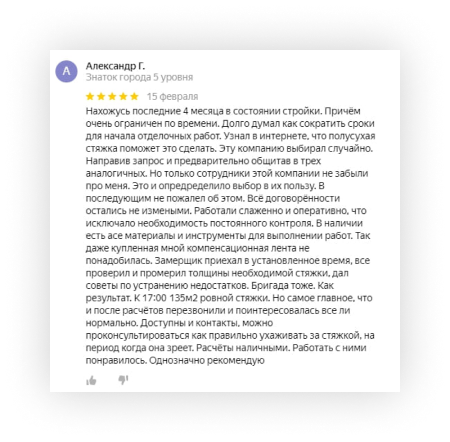 А
Александр Г.
Знаток города 5 уровня
15 февраля
Нахожусь последние 4 месяца в состоянии стройки. Причём
очень ограничен по времени. Долго думал как сократить сроки
для начала отделочных работ. Узнал в интернете, что полусухая
стяжка поможет это сделать. Эту компанию выбирал случайно.
Направив запрос и предварительно общитав в трех
аналогичных. Но только сотрудники этой компании не забыли
про меня. Это и опредределило выбор в их пользу. В
последующим не пожалел об этом. Всё договорённости
остались не измеными. Работали слаженно и оперативно, что
исключало необходимость постоянного контроля. В наличии
есть асе материалы и инструменты для выполнении работ. Так
даже купленная мной компенсационная лента не
понадобилась. Замерщик приехал в установленное время, все
проверил и промерил толщины необходимой стяжки, дал
советы по устранению недостатков. Бригада тоже. Как
результат. К 17:00 135м2 ровной стяжки. Но самое главное, что
и после расчётов перезвонили и поинтересовалась все ли
нормально. Доступны и контакты, можно
проконсультироваться как правильно ухаживать за стяжкой, на
период когда она зреет. Расчёты наличными. Работать с ними
понравилось. Однозначно рекомендую